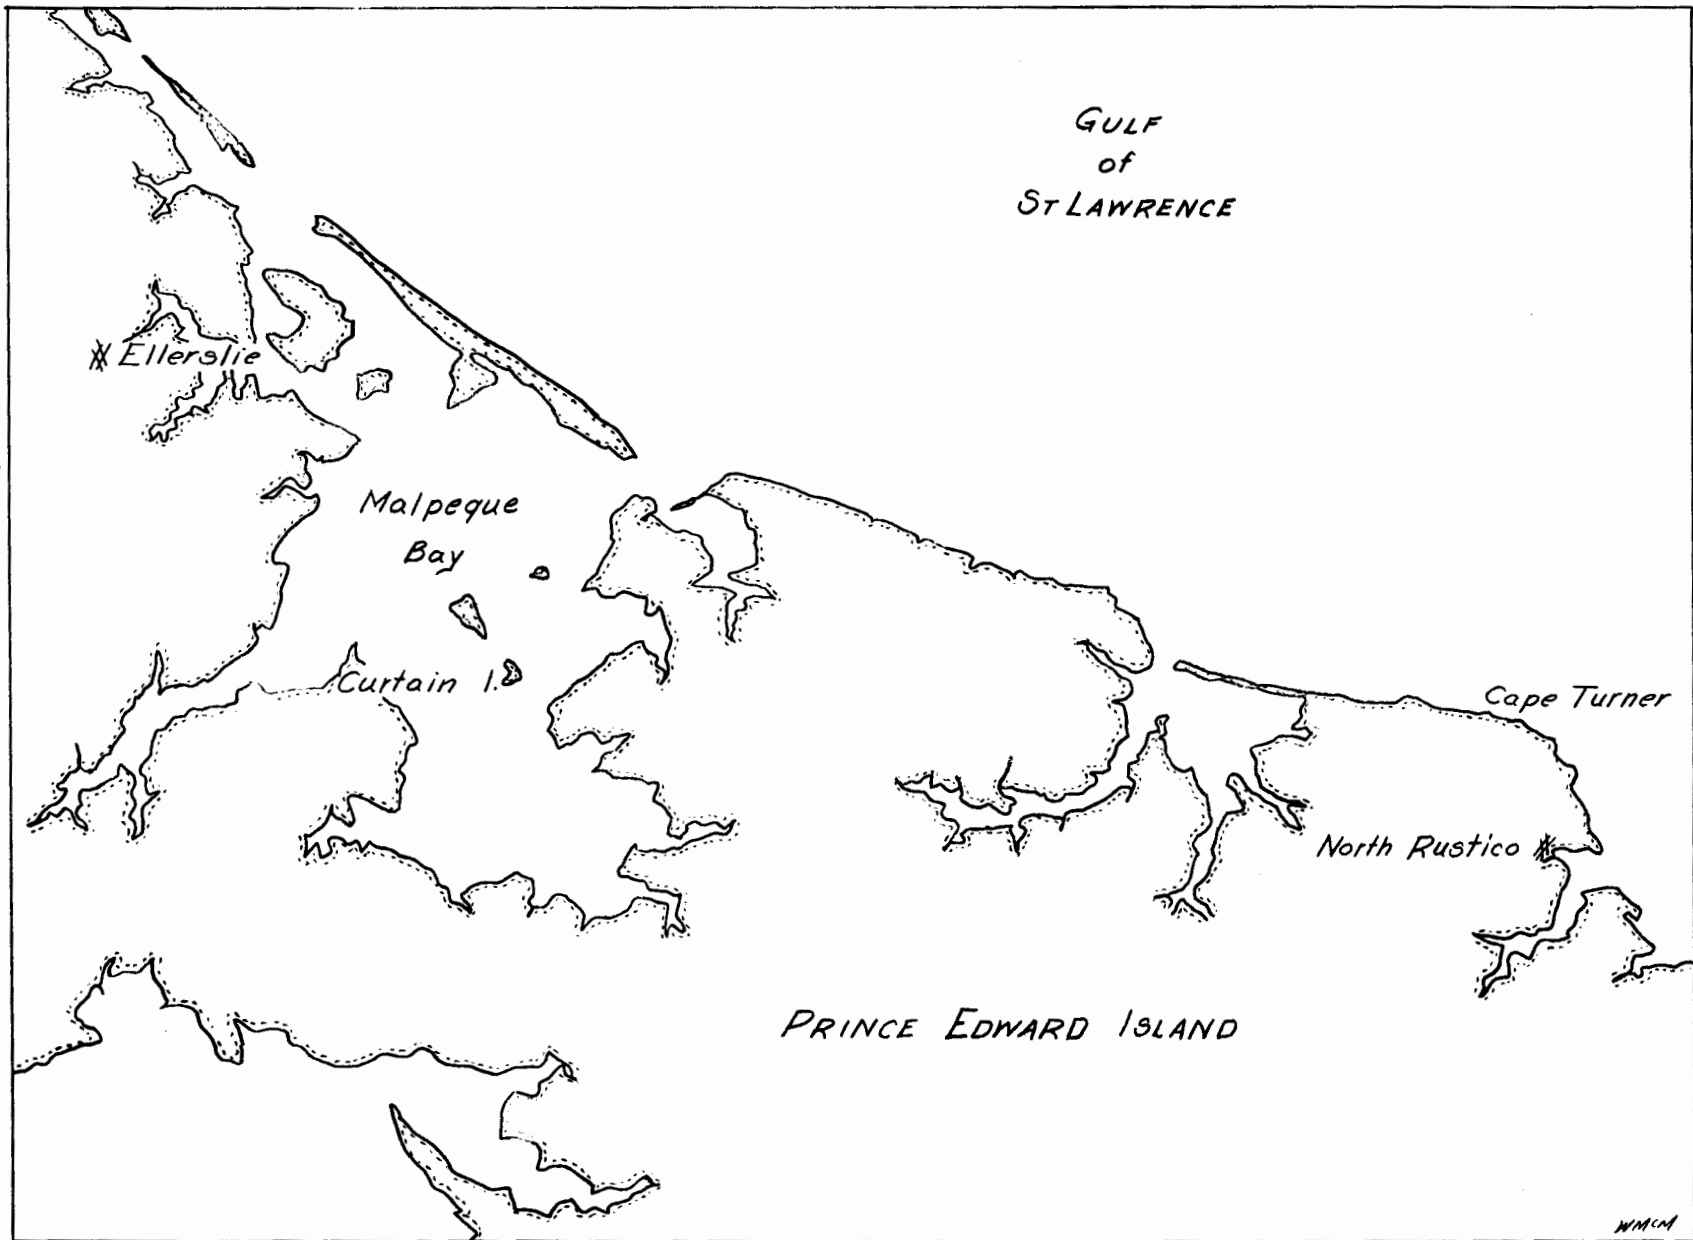 GULF
of
ST LAWRENCE
Ellerslie
Malpeque
Bay
Curtain I.
Cape Turner
North Rustico
PRINCE EDWARD ISLAND
WMcM